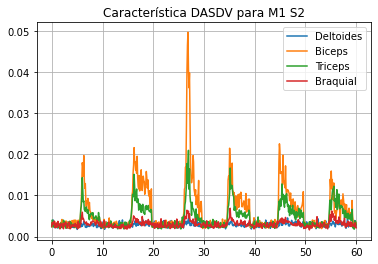 Característica DASDV para M1 S2
Deltoides
Biceps
Triceps
Braquial
0.05
0.04
0.03
0.02
0.01
0.00
0 10 20 30 40 50 60